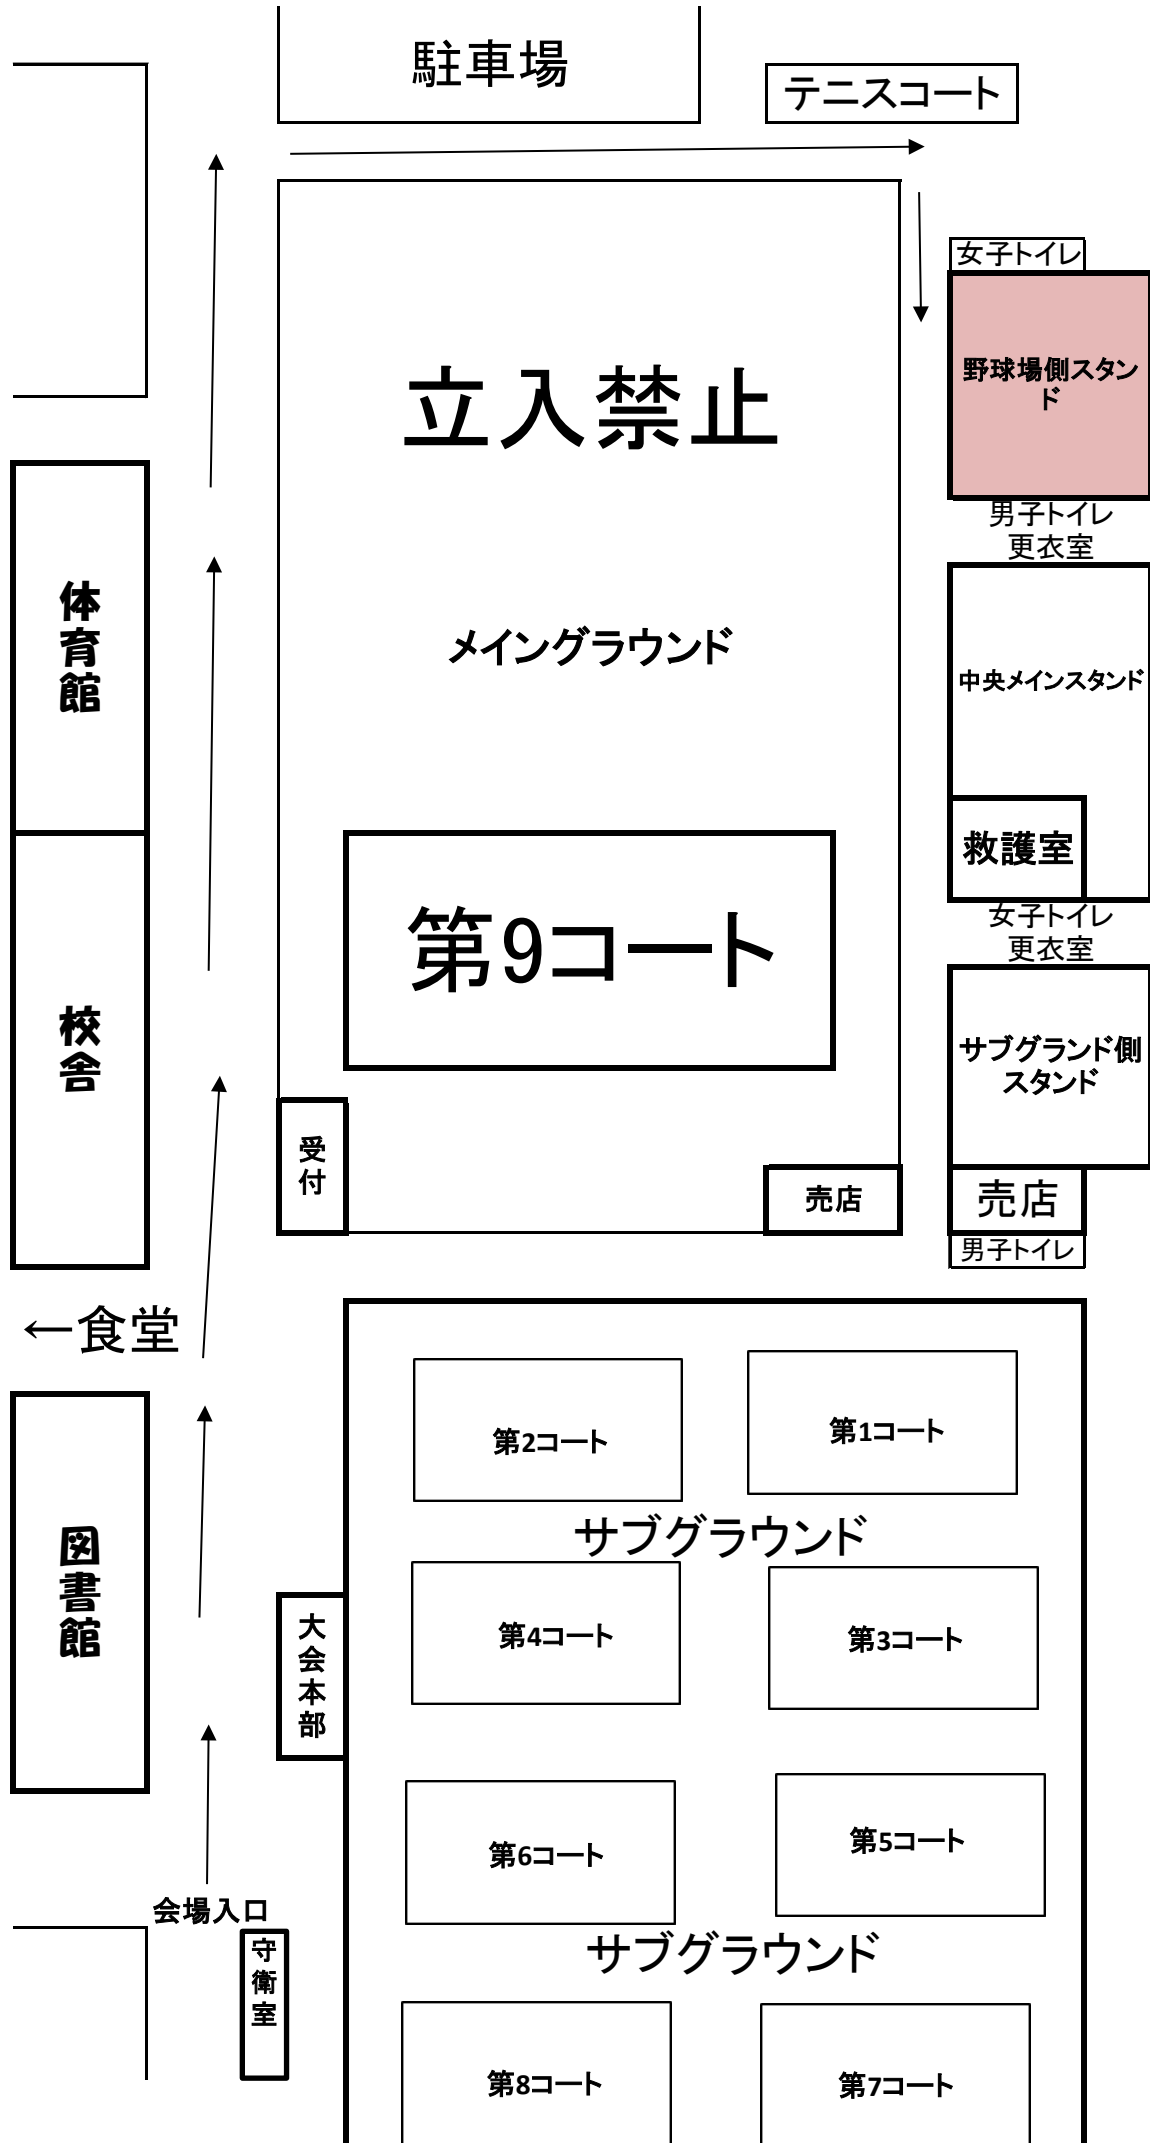 駐車場
テニスコート
女子トイレ
立入禁止
野球場側スタン
ド
男子トイレ
更衣室
体
育
館
メイングラウンド
中央メインスタンド
救護室
第9コート
女子トイレ
更衣室
校
舎
サブグランド側
スタンド
受
付
売店
売店
男子トイレ
←食堂
第2コート
第1コート
サブグラウンド
図
書
館
大
会
本
部
第4コート
第3コート
第6コート
第5コート
会場入口
サブグラウンド
守
衛
室
第8コート
第7コート